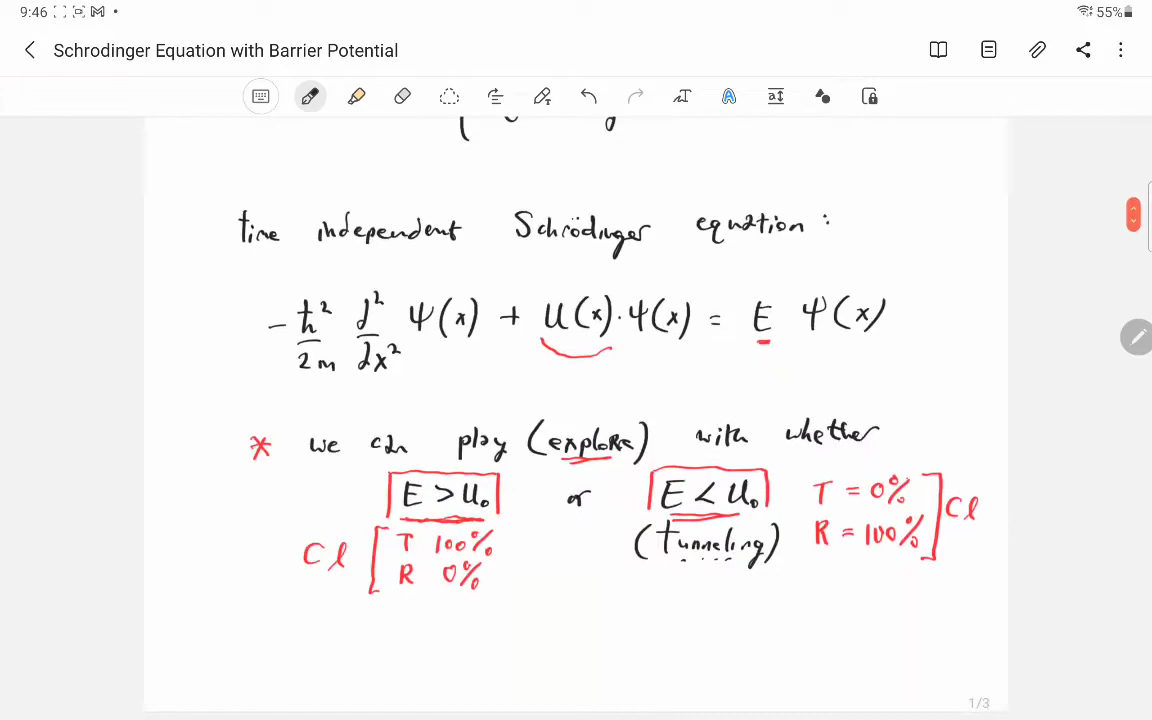 9:46 55%
Schrodinger Equation with Barrier Potential
time independent Schrödinger equation :
- ħ²/2m d²/dx² Ψ(x) + U(x)·Ψ(x) = E Ψ(x)
* we can play (explore) with whether
E > U₀ or E < U₀ T = 0%
(tunneling) R = 100% Cl
Cl T 100%
R 0%
1/3